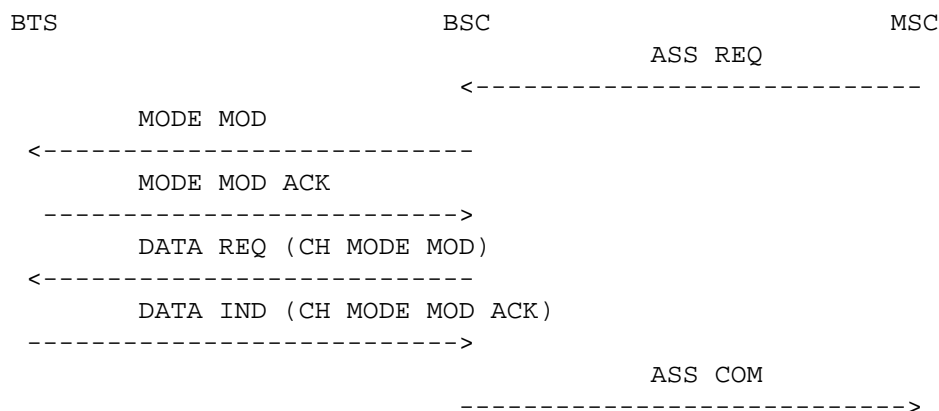 BTS BSC MSC
ASS REQ
<-----------------------------
MODE MOD
<---------------------------
MODE MOD ACK
-------------------------->
DATA REQ (CH MODE MOD)
<---------------------------
DATA IND (CH MODE MOD ACK)
--------------------------->
ASS COM
---------------------------->